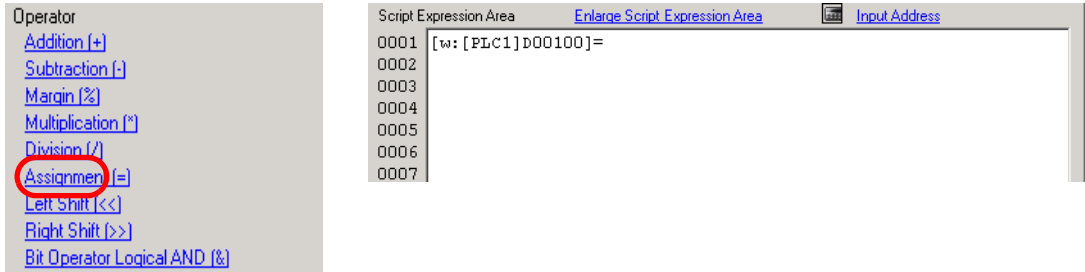 Operator
Addition (+)
Subtraction (-)
Margin (%)
Multiplication (*)
Division (/)
Assignment (=)
Left Shift (<<)
Right Shift (>>)
Bit Operator Logical AND (&)
Script Expression Area Enlarge Script Expression Area Input Address
0001 [w:[PLC1]D00100]=
0002
0003
0004
0005
0006
0007